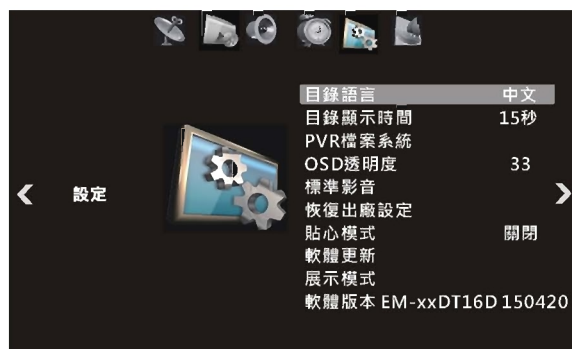 設定
目錄語言 中文
目錄顯示時間 15秒
PVR檔案系統
OSD透明度 33
標準影音
恢復出廠設定
貼心模式 關閉
軟體更新
展示模式
軟體版本 EM-xxDT16D 150420